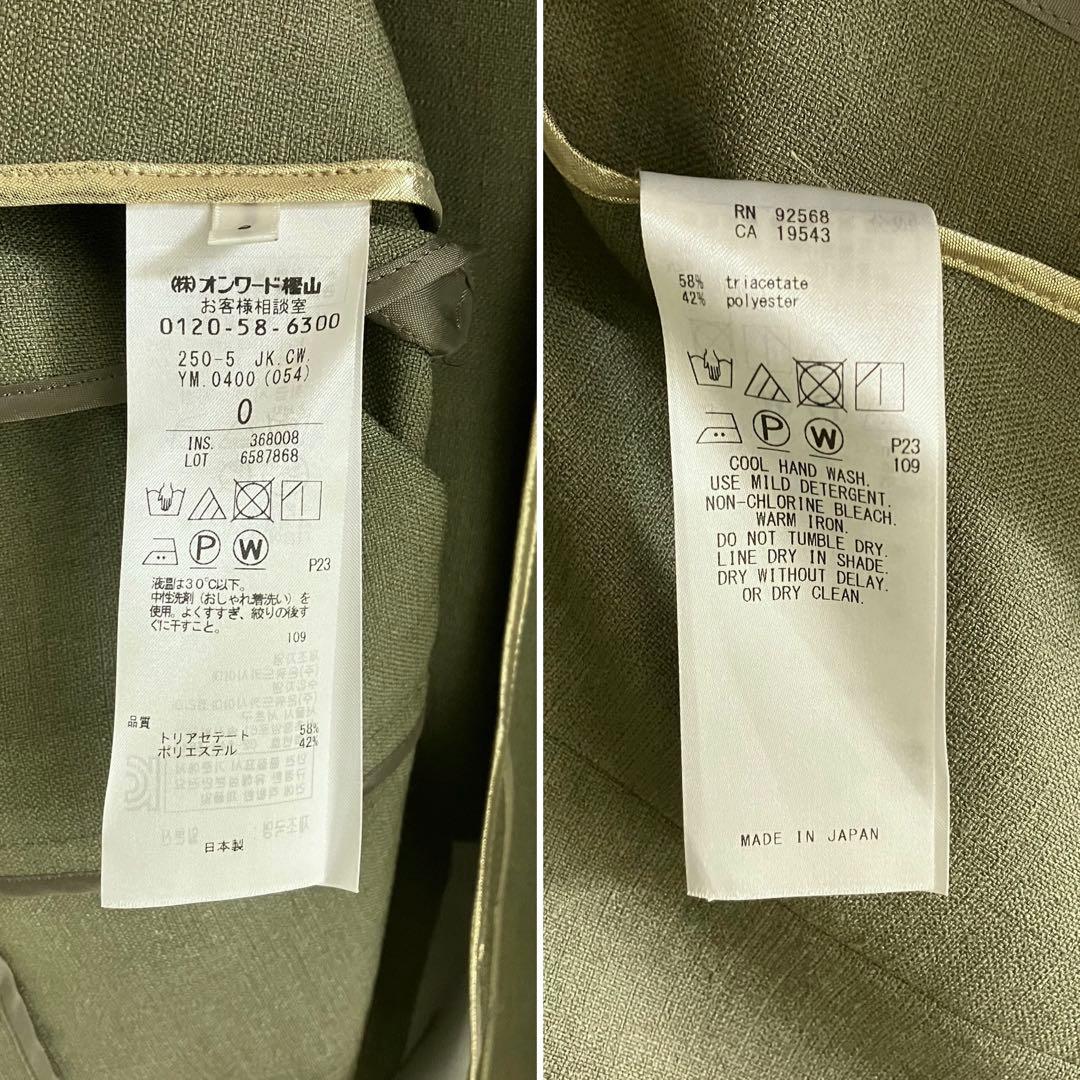 ㈱オンワード樫山
お客様相談室
0120-58-6300
250-5 JK.CW.
YM.0400 (054)
0
INS. 368008
LOT 6587868
P W
P23
液温は30℃以下。
中性洗剤（おしゃれ着洗い）を
使用。よくすすぎ、絞りの後す
ぐに干すこと。
109
品質
トリアセテート 58%
ポリエステル 42%
日本製
RN 92568
CA 19543
58% triacetate
42% polyester
P W
P23
109
COOL HAND WASH.
USE MILD DETERGENT.
NON-CHLORINE BLEACH.
WARM IRON.
DO NOT TUMBLE DRY.
LINE DRY IN SHADE.
DRY WITHOUT DELAY.
OR DRY CLEAN.
MADE IN JAPAN